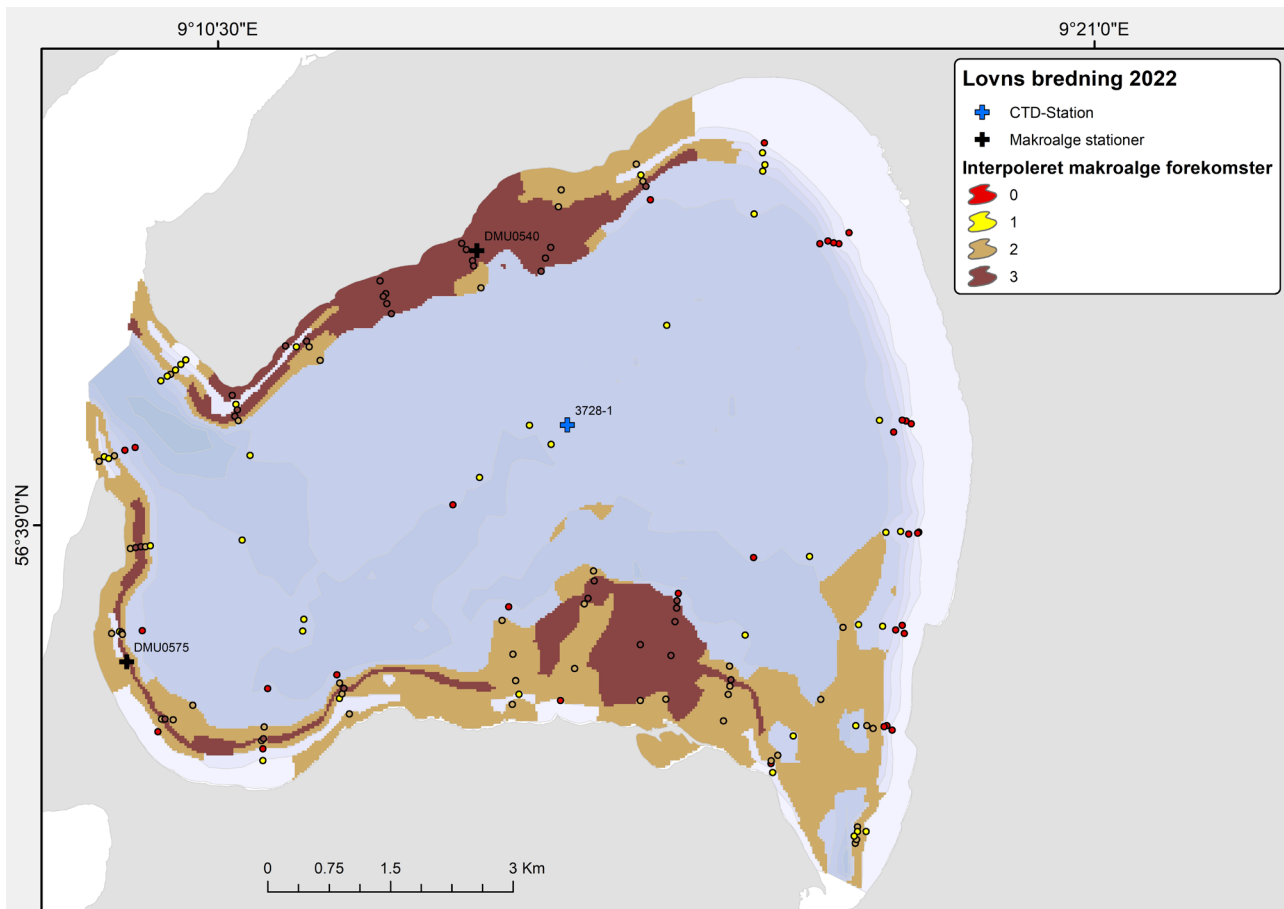 9°10'30"E
9°21'0"E
Lovns bredning 2022
CTD-Station
Makroalge stationer
Interpoleret makroalge forekomster
0
1
2
3
DMU0540
3728-1
56°39'0"N
DMU0575
0 0.75 1.5 3 Km